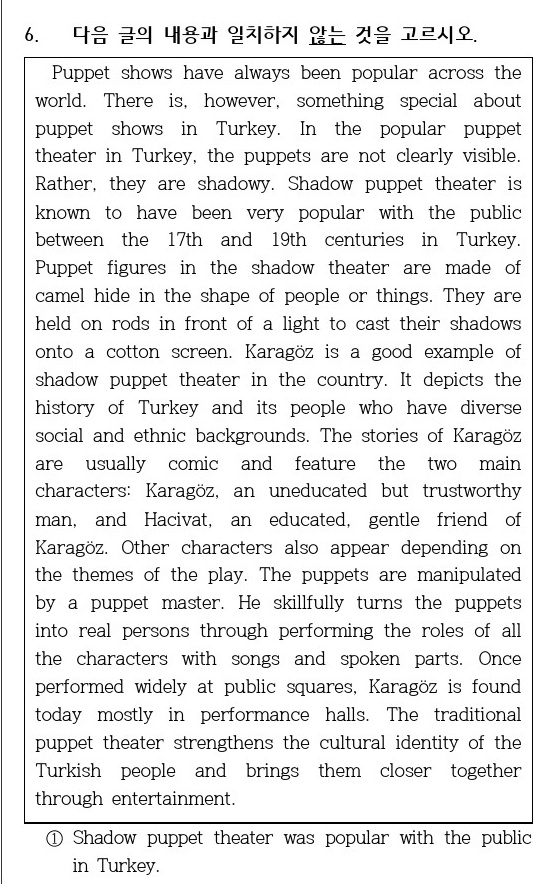 6. 다음 글의 내용과 일치하지 않는 것을 고르시오.
Puppet shows have always been popular across the
world. There is, however, something special about
puppet shows in Turkey. In the popular puppet
theater in Turkey, the puppets are not clearly visible.
Rather, they are shadowy. Shadow puppet theater is
known to have been very popular with the public
between the 17th and 19th centuries in Turkey.
Puppet figures in the shadow theater are made of
camel hide in the shape of people or things. They are
held on rods in front of a light to cast their shadows
onto a cotton screen. Karagöz is a good example of
shadow puppet theater in the country. It depicts the
history of Turkey and its people who have diverse
social and ethnic backgrounds. The stories of Karagöz
are usually comic and feature the two main
characters: Karagöz, an uneducated but trustworthy
man, and Hacivat, an educated, gentle friend of
Karagöz. Other characters also appear depending on
the themes of the play. The puppets are manipulated
by a puppet master. He skillfully turns the puppets
into real persons through performing the roles of all
the characters with songs and spoken parts. Once
performed widely at public squares, Karagöz is found
today mostly in performance halls. The traditional
puppet theater strengthens the cultural identity of the
Turkish people and brings them closer together
through entertainment.
① Shadow puppet theater was popular with the public
in Turkey.